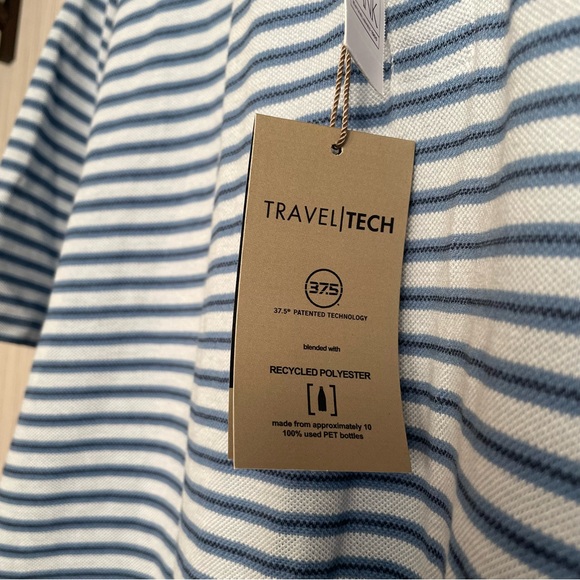 TRAVEL|TECH
37.5
37.5® PATENTED TECHNOLOGY
blended with
RECYCLED POLYESTER
made from approximately 10
100% used PET bottles